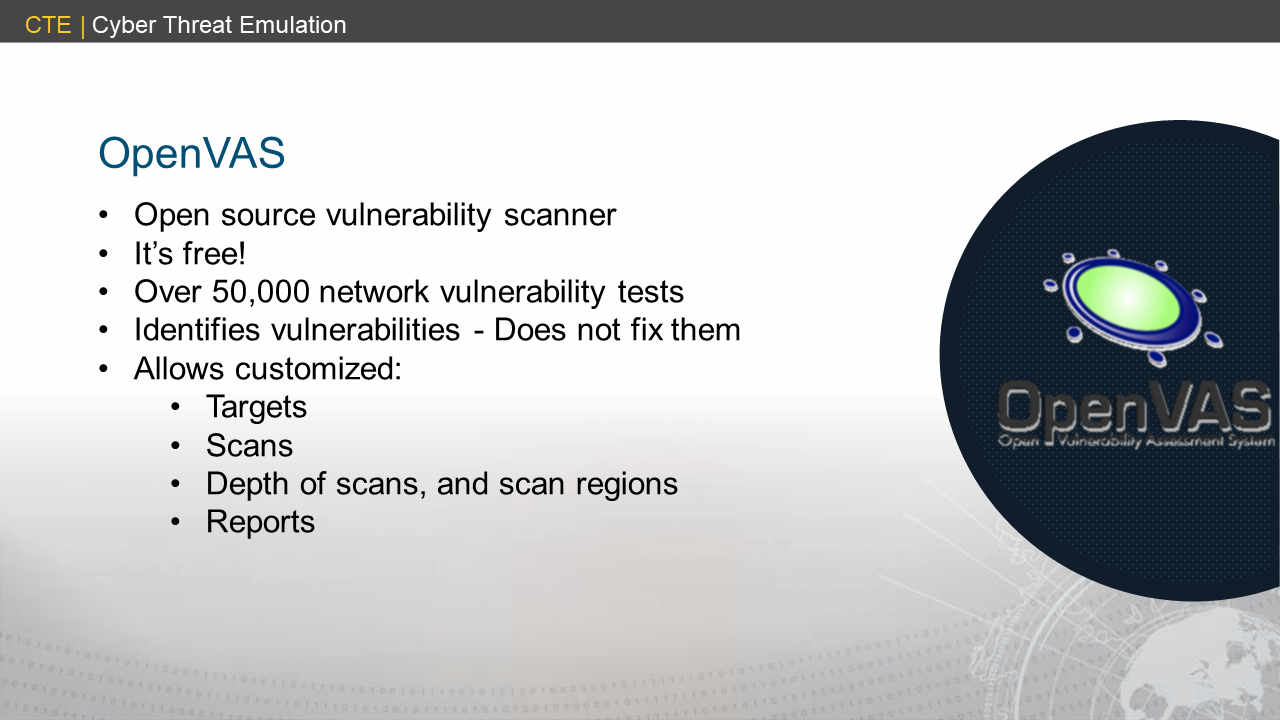 CTE | Cyber Threat Emulation
OpenVAS
• Open source vulnerability scanner
• It’s free!
• Over 50,000 network vulnerability tests
• Identifies vulnerabilities - Does not fix them
• Allows customized:
• Targets
• Scans
• Depth of scans, and scan regions
• Reports
OpenVAS
Open Vulnerability Assessment System